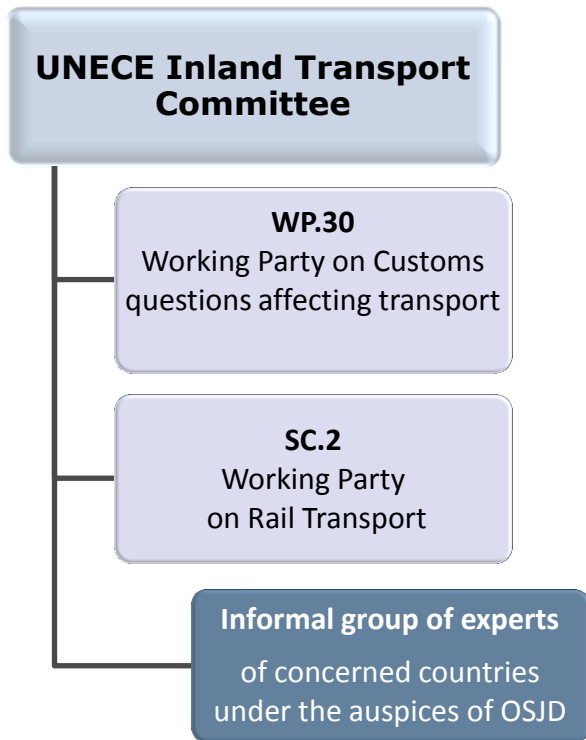 UNECE Inland Transport
Committee
WP.30
Working Party on Customs
questions affecting transport
SC.2
Working Party
on Rail Transport
Informal group of experts
of concerned countries
under the auspices of OSJD